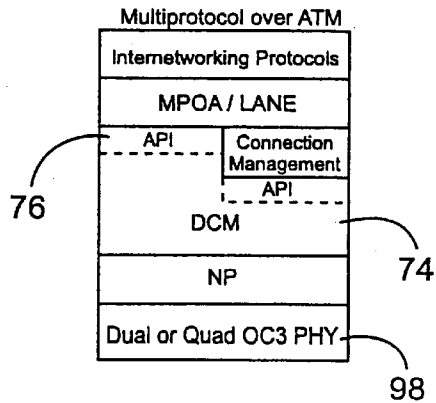 Multiprotocol over ATM
Internetworking Protocols
MPOA / LANE
API
Connection
Management
76
API
DCM
74
NP
Dual or Quad OC3 PHY
98